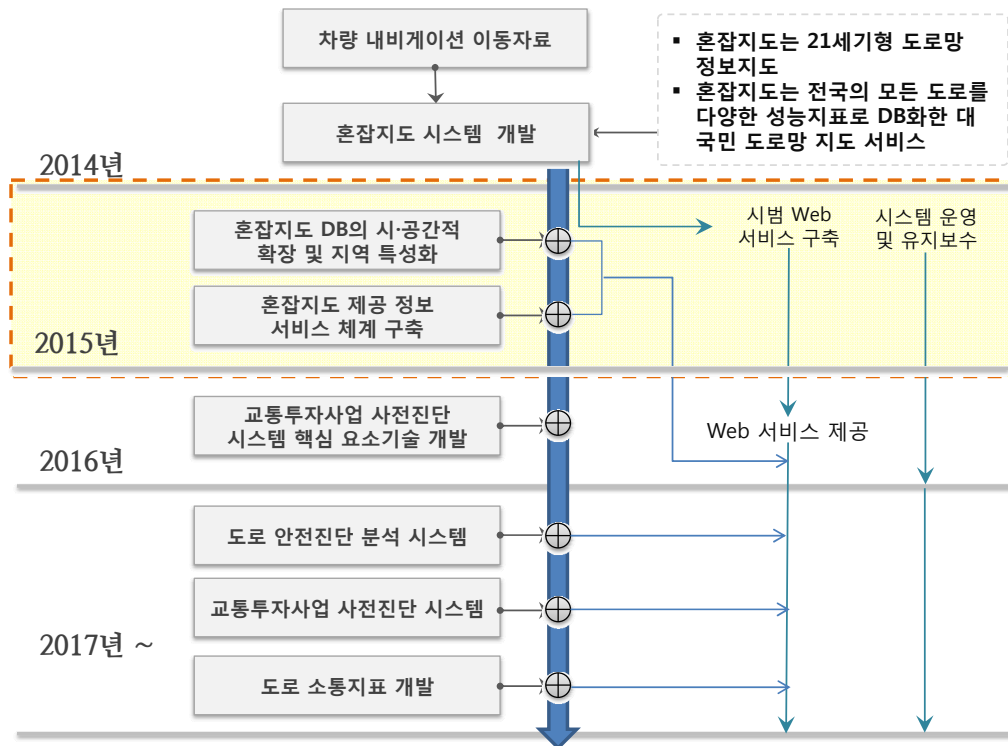 차량 내비게이션 이동자료
▪ 혼잡지도는 21세기형 도로망
정보지도
▪ 혼잡지도는 전국의 모든 도로를
다양한 성능지표로 DB화한 대
국민 도로망 지도 서비스
혼잡지도 시스템 개발
2014년
혼잡지도 DB의 시·공간적
확장 및 지역 특성화
시범 Web
서비스 구축
시스템 운영
및 유지보수
혼잡지도 제공 정보
서비스 체계 구축
2015년
교통투자사업 사전진단
시스템 핵심 요소기술 개발
Web 서비스 제공
2016년
도로 안전진단 분석 시스템
교통투자사업 사전진단 시스템
2017년 ~
도로 소통지표 개발